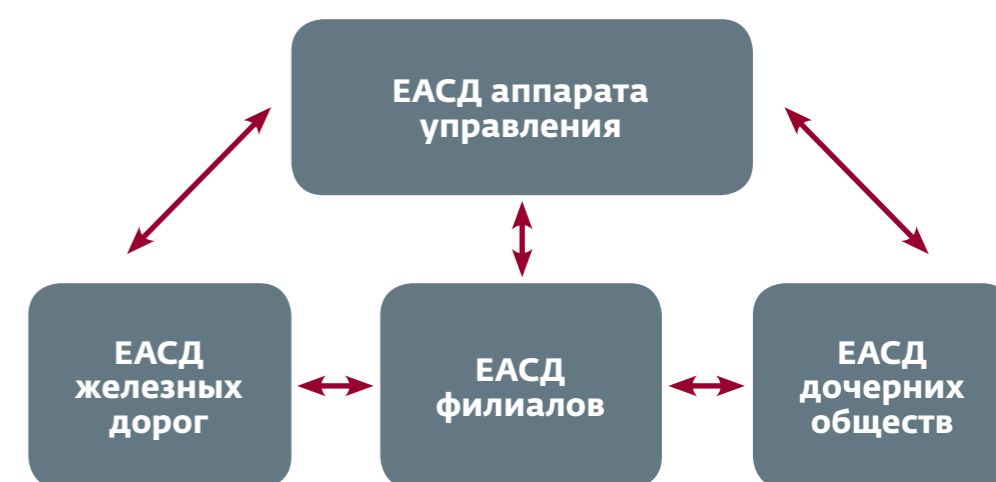 ЕАСД аппарата
управления
ЕАСД
железных
дорог
ЕАСД
филиалов
ЕАСД
дочерних
обществ